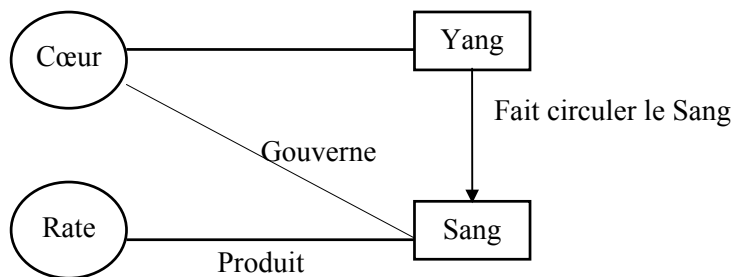 Cœur
Yang
Fait circuler le Sang
Gouverne
Rate
Sang
Produit